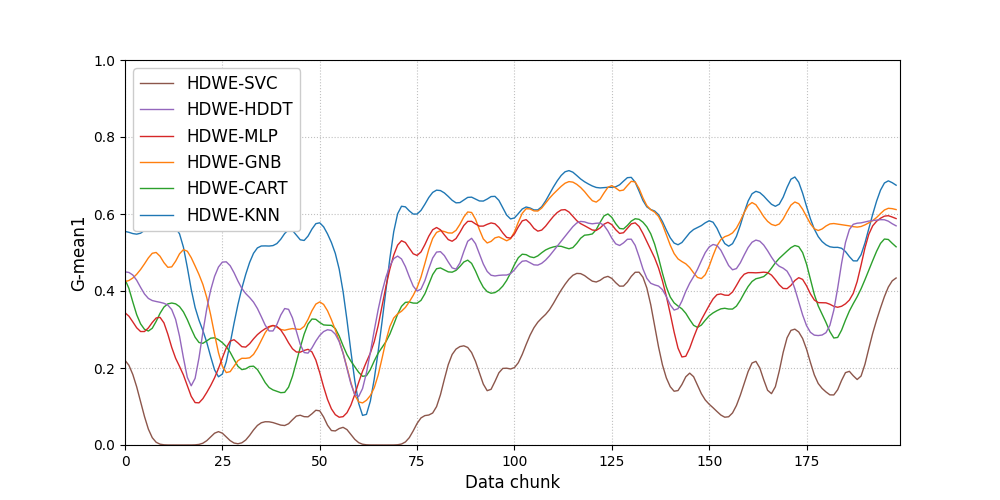 1.0
0.8
0.6
0.4
0.2
0.0
G-mean1
HDWE-SVC
HDWE-HDDT
HDWE-MLP
HDWE-GNB
HDWE-CART
HDWE-KNN
0 25 50 75 100 125 150 175
Data chunk